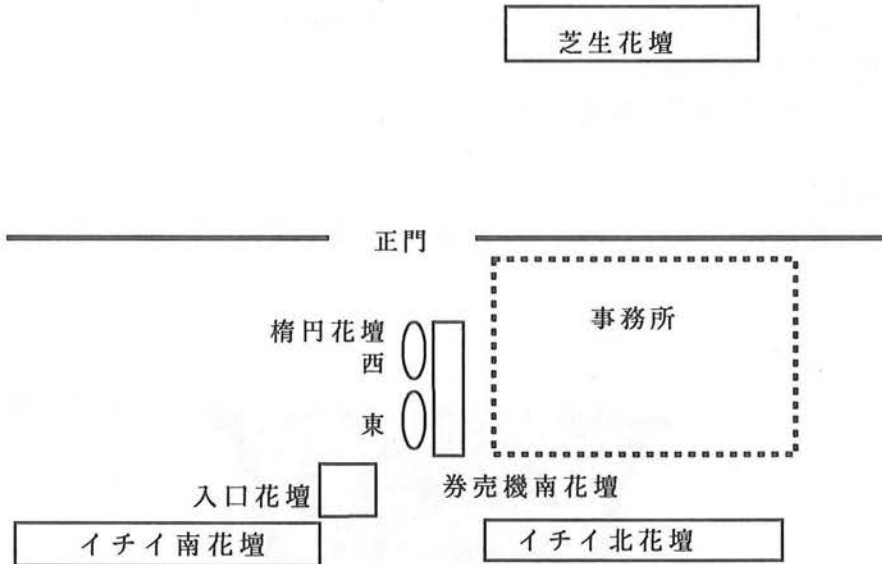 芝生花壇
正門
事務所
楕円花壇
西
東
入口花壇
券売機南花壇
イチイ南花壇
イチイ北花壇